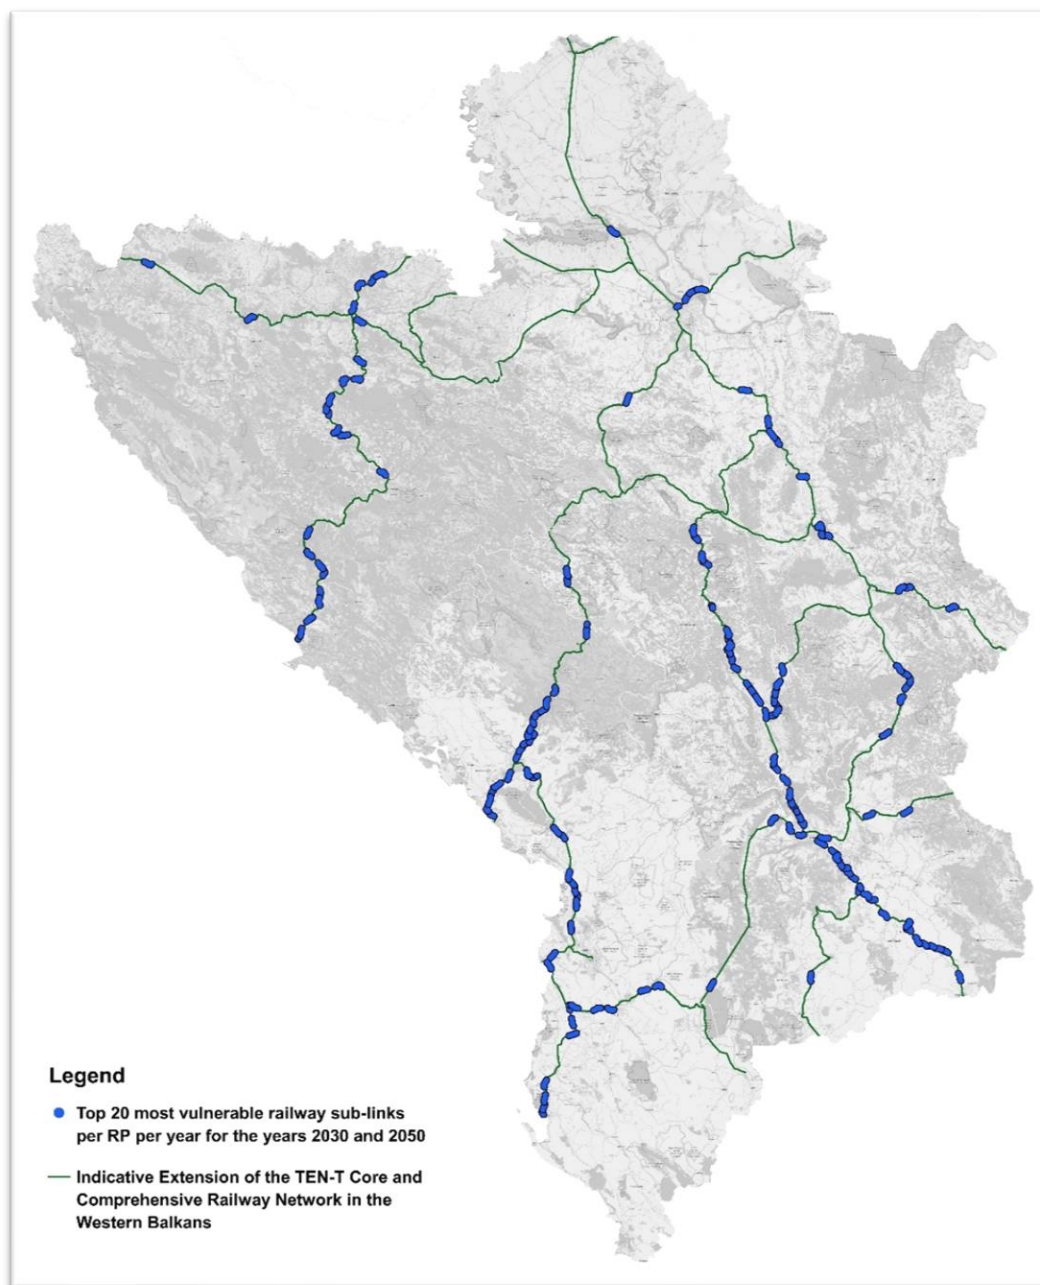 Legend
Top 20 most vulnerable railway sub-links
per RP per year for the years 2030 and 2050
Indicative Extension of the TEN-T Core and
Comprehensive Railway Network in the
Western Balkans